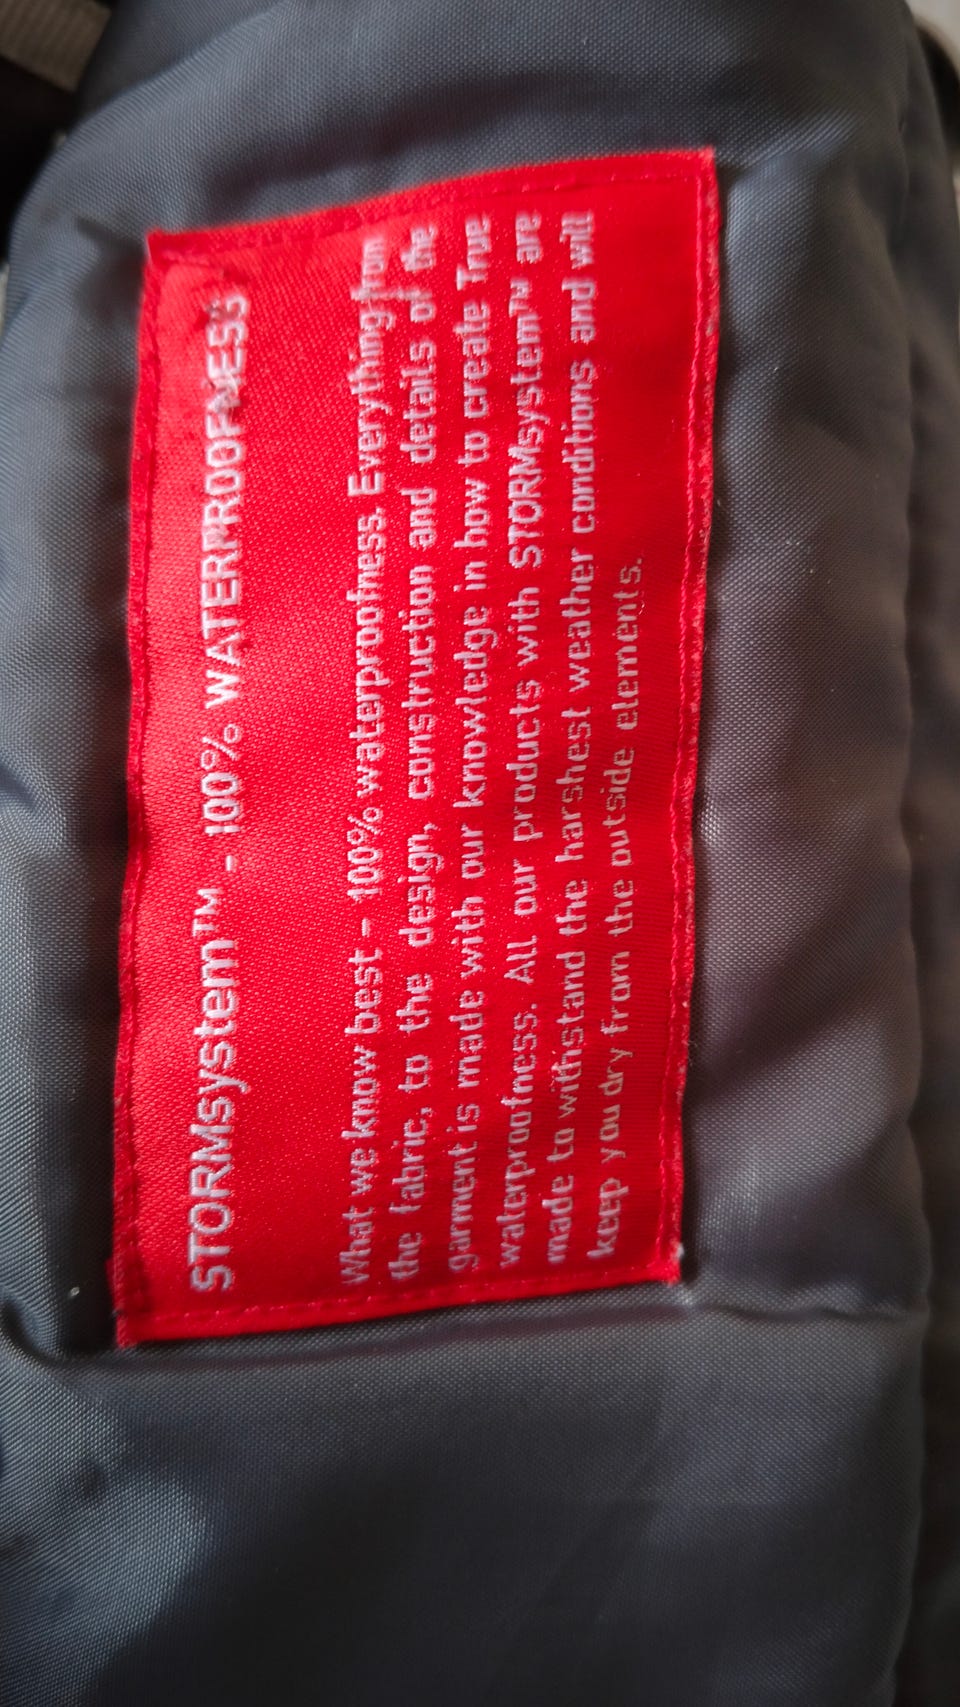 STORMsystem™ - 100% WATERPROOFNESS
What we know best - 100% waterproofness. Everything from
the fabric, to the design, construction and details of the
garment is made with our knowledge in how to create True
waterproofness. All our products with STORMsystem™ are
made to withstand the harshest weather conditions and will
keep you dry from the outside elements.